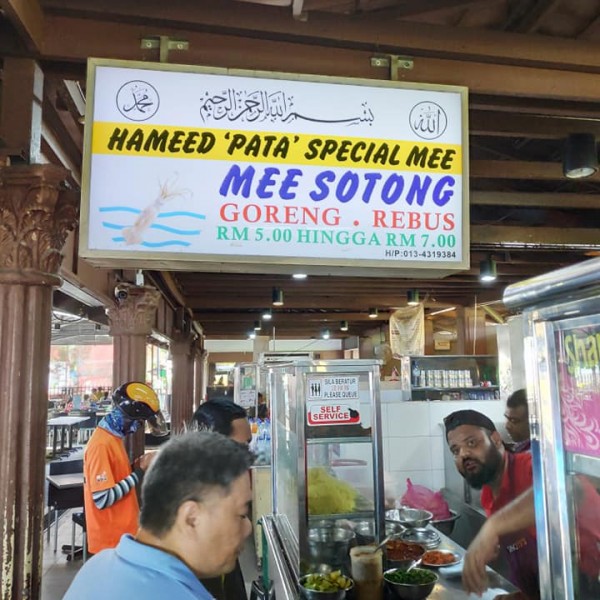 محمد
بسم الله الرحمن الرحيم
الله
HAMEED 'PATA' SPECIAL MEE
MEE SOTONG
GORENG . REBUS
RM 5.00 HINGGA RM 7.00
H/P:013-4319384
SILA BERATUR
PLEASE QUEUE
SELF
SERVICE